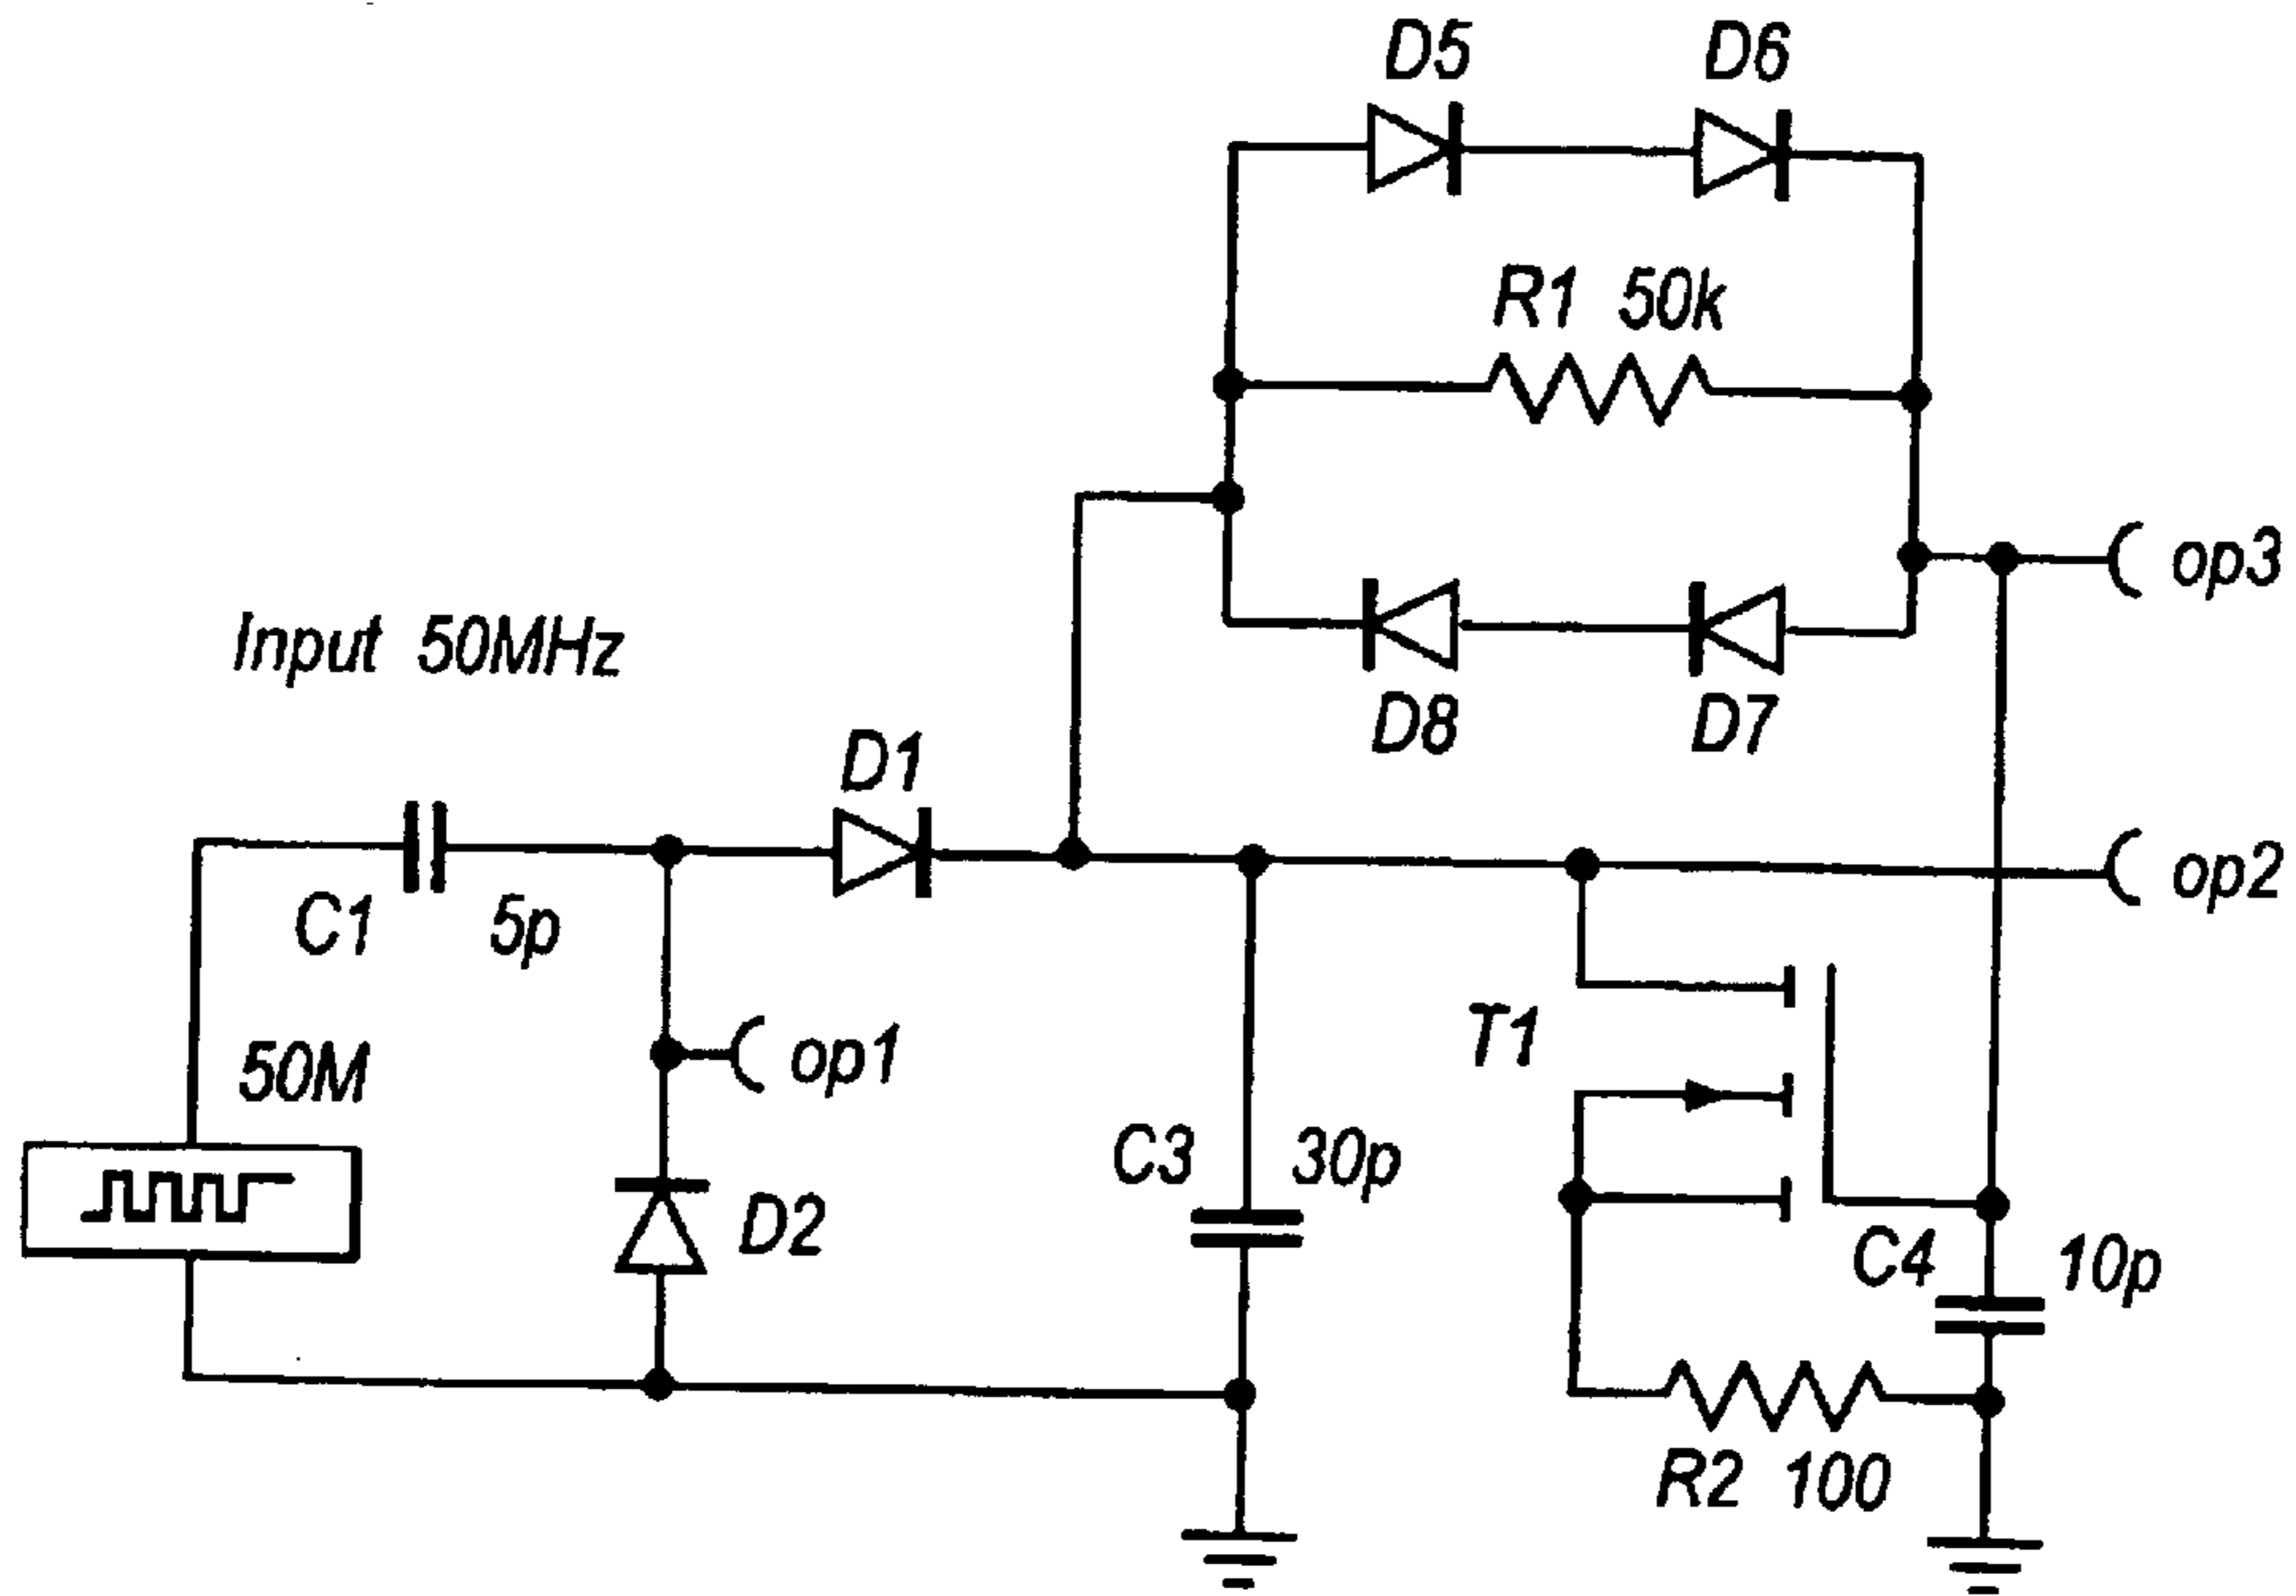 D5
D6
R1 50k
op3
Input 50MHz
D8
D7
D1
op2
C1
5p
T1
50M
op1
C3
30p
D2
C4
10p
R2 100